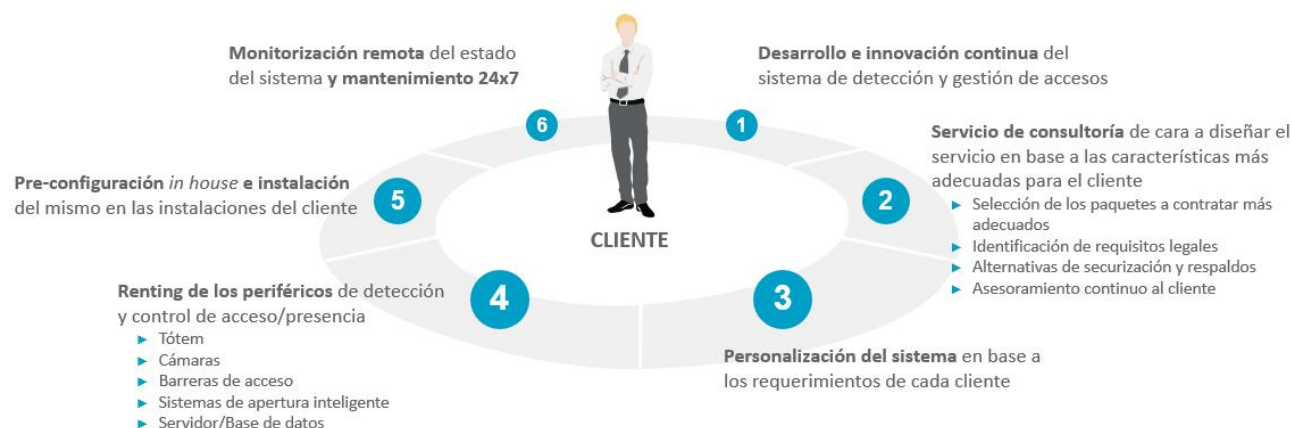 Monitorización remota del estado
del sistema y mantenimiento 24x7
6
Desarrollo e innovación continua del
sistema de detección y gestión de accesos
1
Servicio de consultoría de cara a diseñar el
servicio en base a las características más
adecuadas para el cliente
2
► Selección de los paquetes a contratar más
adecuados
► Identificación de requisitos legales
► Alternativas de securización y respaldos
► Asesoramiento continuo al cliente
Pre-configuración in house e instalación
del mismo en las instalaciones del cliente
5
CLIENTE
Renting de los periféricos de detección
y control de acceso/presencia
4
► Tótem
► Cámaras
► Barreras de acceso
► Sistemas de apertura inteligente
► Servidor/Base de datos
3
Personalización del sistema en base a
los requerimientos de cada cliente